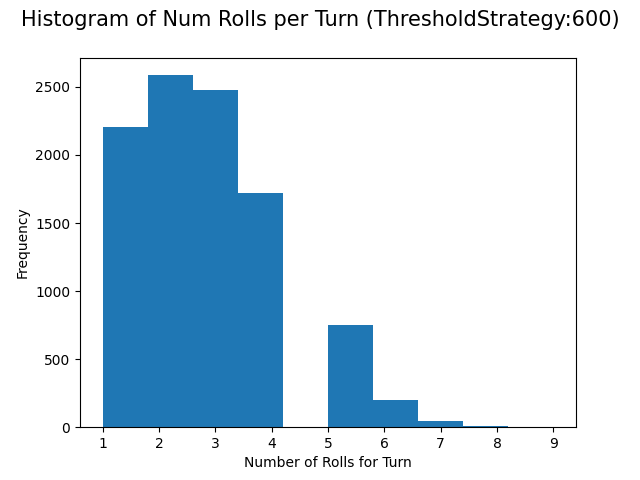 Histogram of Num Rolls per Turn (ThresholdStrategy:600)
2500
2000
1500
1000
500
0
Frequency
1 2 3 4 5 6 7 8 9
Number of Rolls for Turn